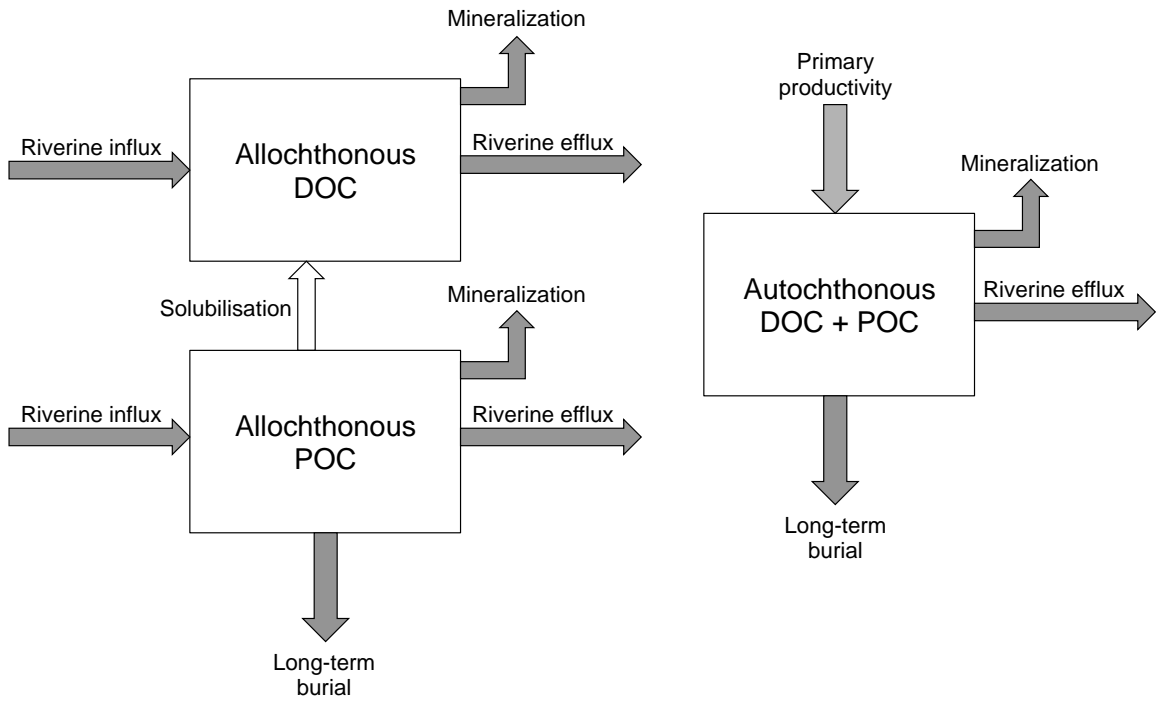 Mineralization
Riverine influx
Allochthonous
DOC
Riverine efflux
Solubilisation
Mineralization
Riverine influx
Allochthonous
POC
Riverine efflux
Long-term
burial
Primary
productivity
Mineralization
Autochthonous
DOC + POC
Riverine efflux
Long-term
burial